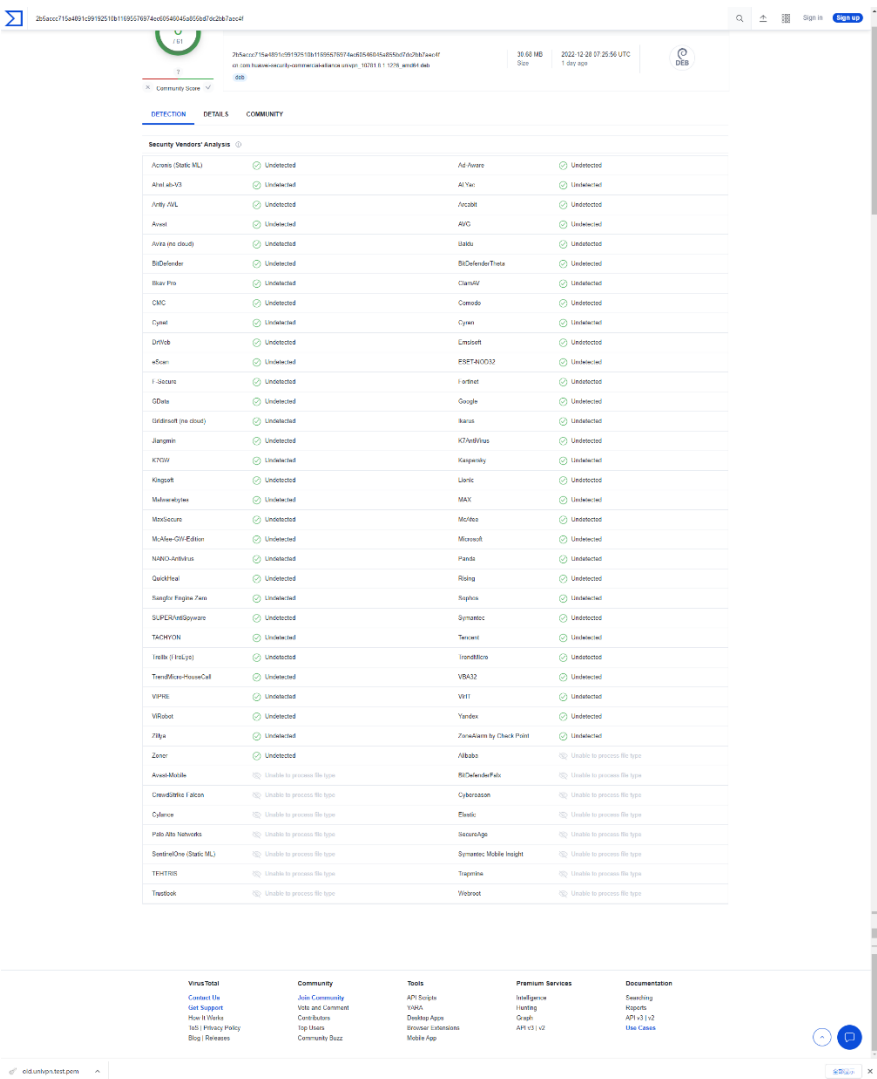 Sign in
Sign up
/ 61
30.68 MB
Size
2022-12-28 07:25:56 UTC
1 day ago
DEB
deb
?
Community Score
DETECTION DETAILS COMMUNITY
Security Vendors' Analysis
Acronis (Static ML) Undetected Ad-Aware Undetected
AhnLab-V3 Undetected ALYac Undetected
Antiy-AVL Undetected Arcabit Undetected
Avast Undetected AVG Undetected
Avira (no cloud) Undetected Baidu Undetected
BitDefender Undetected BitDefenderTheta Undetected
Bkav Pro Undetected ClamAV Undetected
CMC Undetected Comodo Undetected
Cynet Undetected Cyren Undetected
DrWeb Undetected Emsisoft Undetected
eScan Undetected ESET-NOD32 Undetected
F-Secure Undetected Fortinet Undetected
GData Undetected Google Undetected
Gridinsoft (no cloud) Undetected Ikarus Undetected
Jiangmin Undetected K7AntiVirus Undetected
K7GW Undetected Kaspersky Undetected
Kingsoft Undetected Lionic Undetected
Malwarebytes Undetected MAX Undetected
MaxSecure Undetected McAfee Undetected
McAfee-GW-Edition Undetected Microsoft Undetected
NANO-Antivirus Undetected Panda Undetected
QuickHeal Undetected Rising Undetected
Sangfor Engine Zero Undetected Sophos Undetected
SUPERAntiSpyware Undetected Symantec Undetected
TACHYON Undetected Tencent Undetected
Trellix (FireEye) Undetected TrendMicro Undetected
TrendMicro-HouseCall Undetected VBA32 Undetected
VIPRE Undetected VirIT Undetected
ViRobot Undetected Yandex Undetected
Zillya Undetected ZoneAlarm by Check Point Undetected
Zoner Undetected Alibaba Unable to process file type
Avast-Mobile Unable to process file type BitDefenderFalx Unable to process file type
CrowdStrike Falcon Unable to process file type Cybereason Unable to process file type
Cylance Unable to process file type Elastic Unable to process file type
Palo Alto Networks Unable to process file type SecureAge Unable to process file type
SentinelOne (Static ML) Unable to process file type Symantec Mobile Insight Unable to process file type
TEHTRIS Unable to process file type Trapmine Unable to process file type
Trustlook Unable to process file type Webroot Unable to process file type
VirusTotal
Contact Us
Get Support
How It Works
ToS | Privacy Policy
Blog | Releases
Community
Join Community
Vote and Comment
Contributors
Top Users
Community Buzz
Tools
API Scripts
YARA
Desktop Apps
Browser Extensions
Mobile App
Premium Services
Intelligence
Hunting
Graph
API v3 | v2
Documentation
Searching
Reports
API v3 | v2
Use Cases
old.univpn.test.pem
全部显示